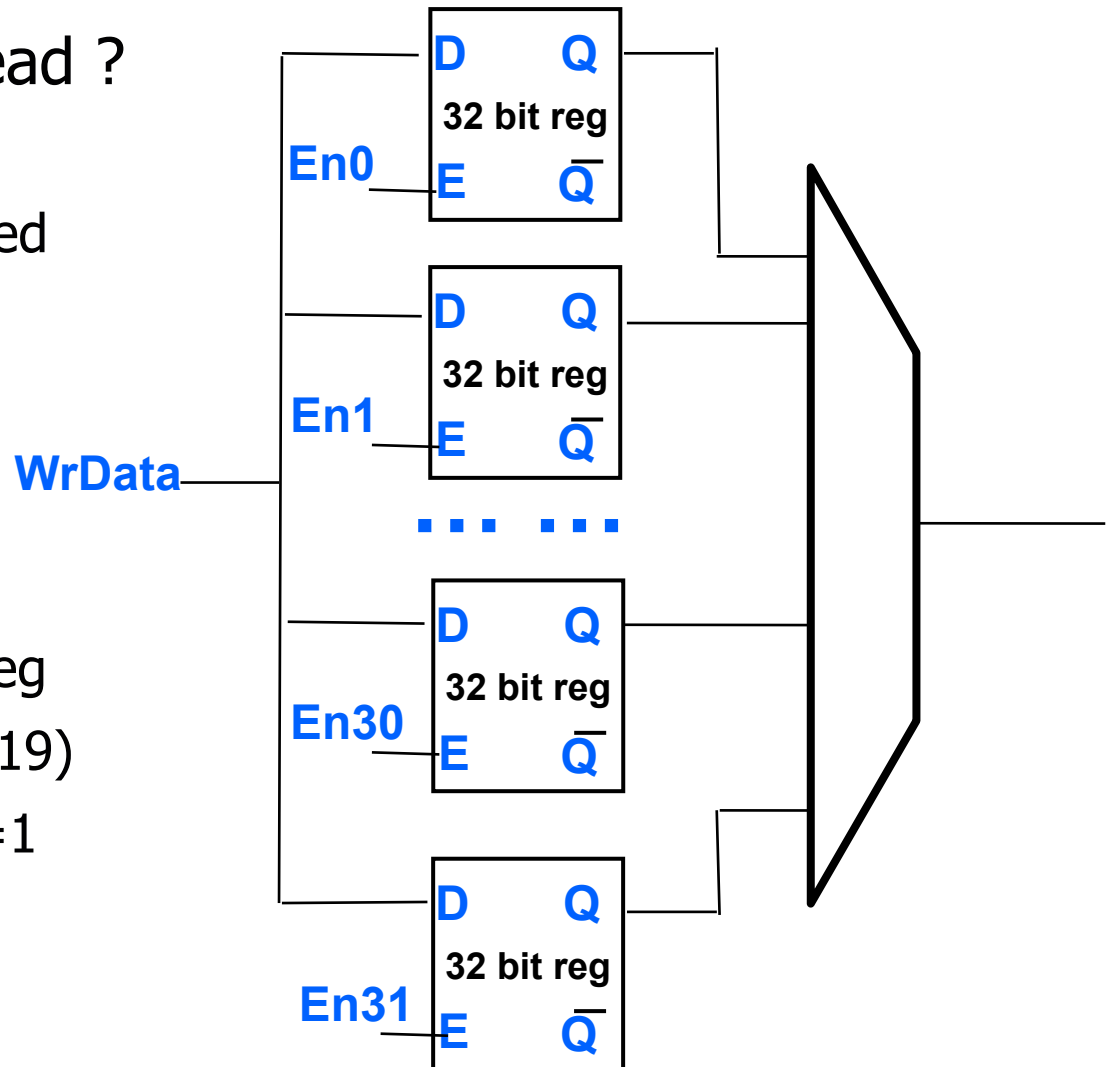 ead ?
ed
eg
19)
=1
D Q
32 bit reg
En0
E Q
D Q
32 bit reg
En1
E Q
WrData
... ...
D Q
32 bit reg
En30
E Q
D Q
32 bit reg
En31
E Q